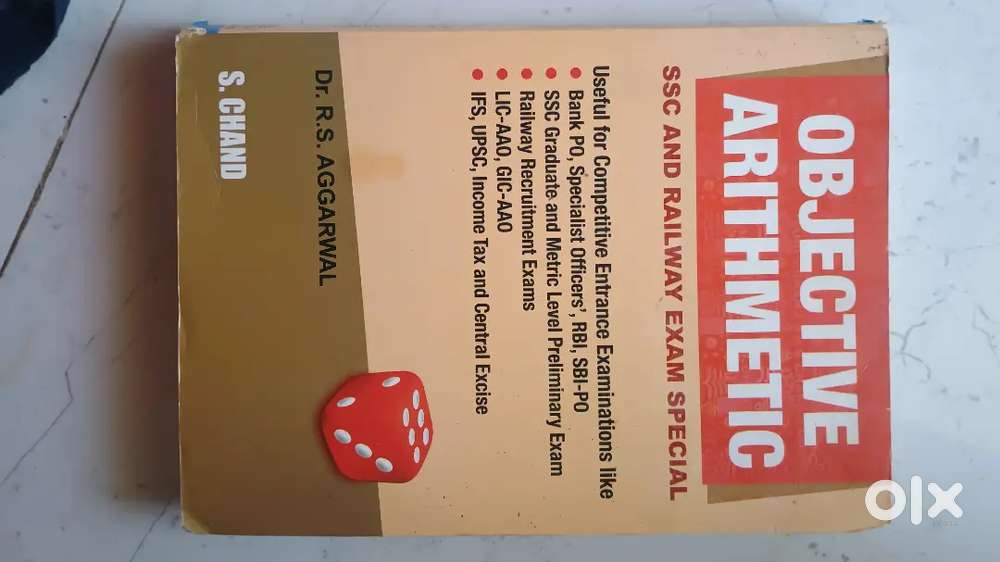 OBJECTIVE
ARITHMETIC
SSC AND RAILWAY EXAM SPECIAL
Useful for Competitive Entrance Examinations like
• Bank PO, Specialist Officers', RBI, SBI-PO
• SSC Graduate and Metric Level Preliminary Exam
• Railway Recruitment Exams
• LIC-AAO, GIC-AAO
• IFS, UPSC, Income Tax and Central Excise
Dr. R.S. AGGARWAL
S. CHAND
olx